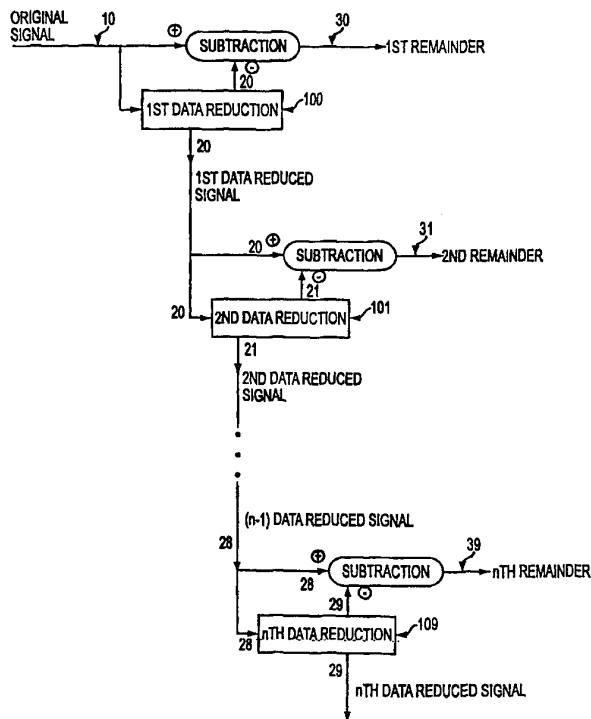 ORIGINAL
SIGNAL
10
⊕
SUBTRACTION
30
1ST REMAINDER
⊖
20
1ST DATA REDUCTION
100
20
1ST DATA REDUCED
SIGNAL
20
⊕
SUBTRACTION
31
2ND REMAINDER
⊖
21
20
2ND DATA REDUCTION
101
21
2ND DATA REDUCED
SIGNAL
(n-1) DATA REDUCED SIGNAL
28
⊕
28
SUBTRACTION
39
nTH REMAINDER
⊖
29
28
nTH DATA REDUCTION
109
29
nTH DATA REDUCED SIGNAL